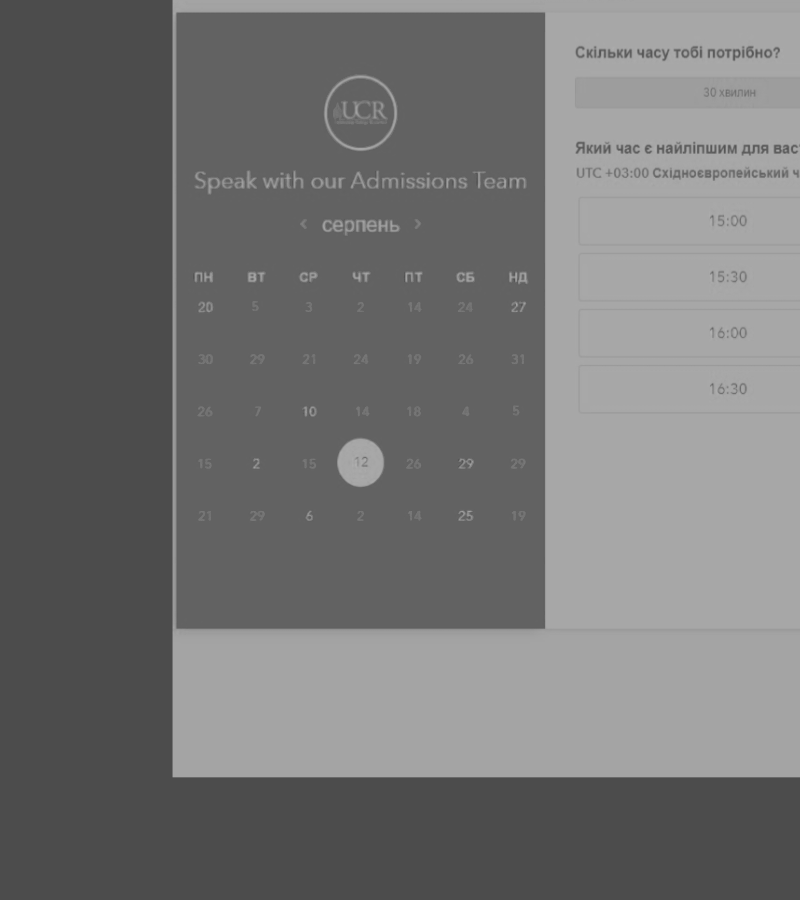 UCR
Speak with our Admissions Team
‹ серпень ›
ПН ВТ СР ЧТ ПТ СБ НД
20 5 3 2 14 24 27
30 29 21 24 19 26 31
26 7 10 14 18 4 5
15 2 15 12 26 29 29
21 29 6 2 14 25 19
Скільки часу тобі потрібно?
30 хвилин
Який час є найліпшим для вас
UTC +03:00 Східноєвропейський ч
15:00
15:30
16:00
16:30